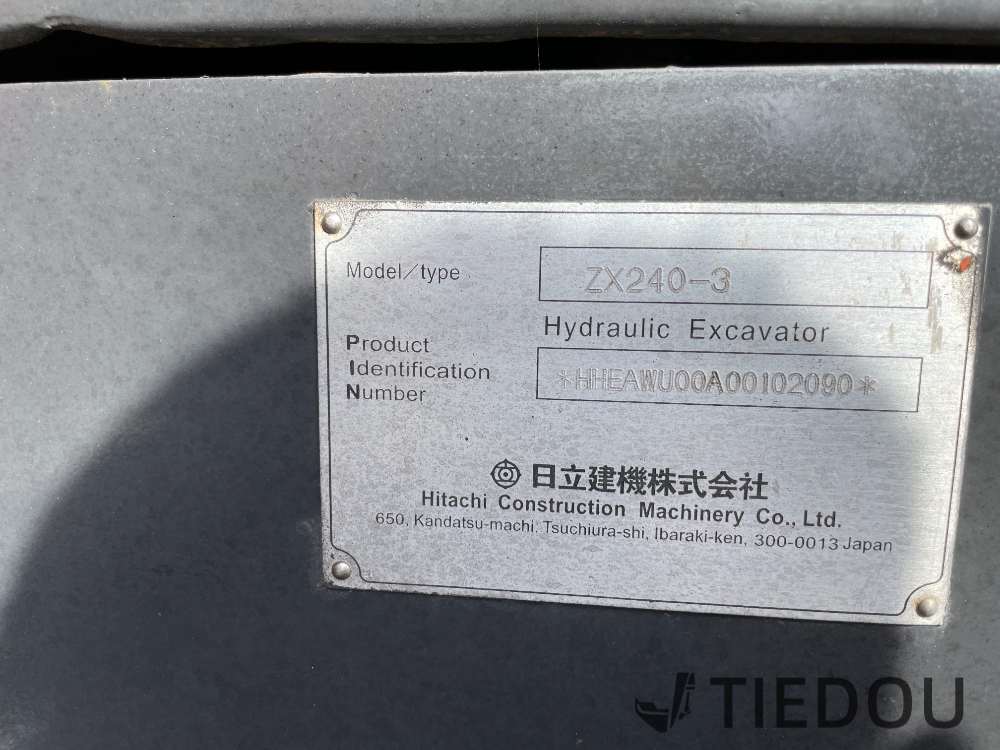 Model/type
ZX240-3
Hydraulic Excavator
Product
Identification
Number
*HHEAWU00A00102090*
日立建機株式会社
Hitachi Construction Machinery Co., Ltd.
650, Kandatsu-machi, Tsuchiura-shi, Ibaraki-ken, 300-0013 Japan
TIEDOU